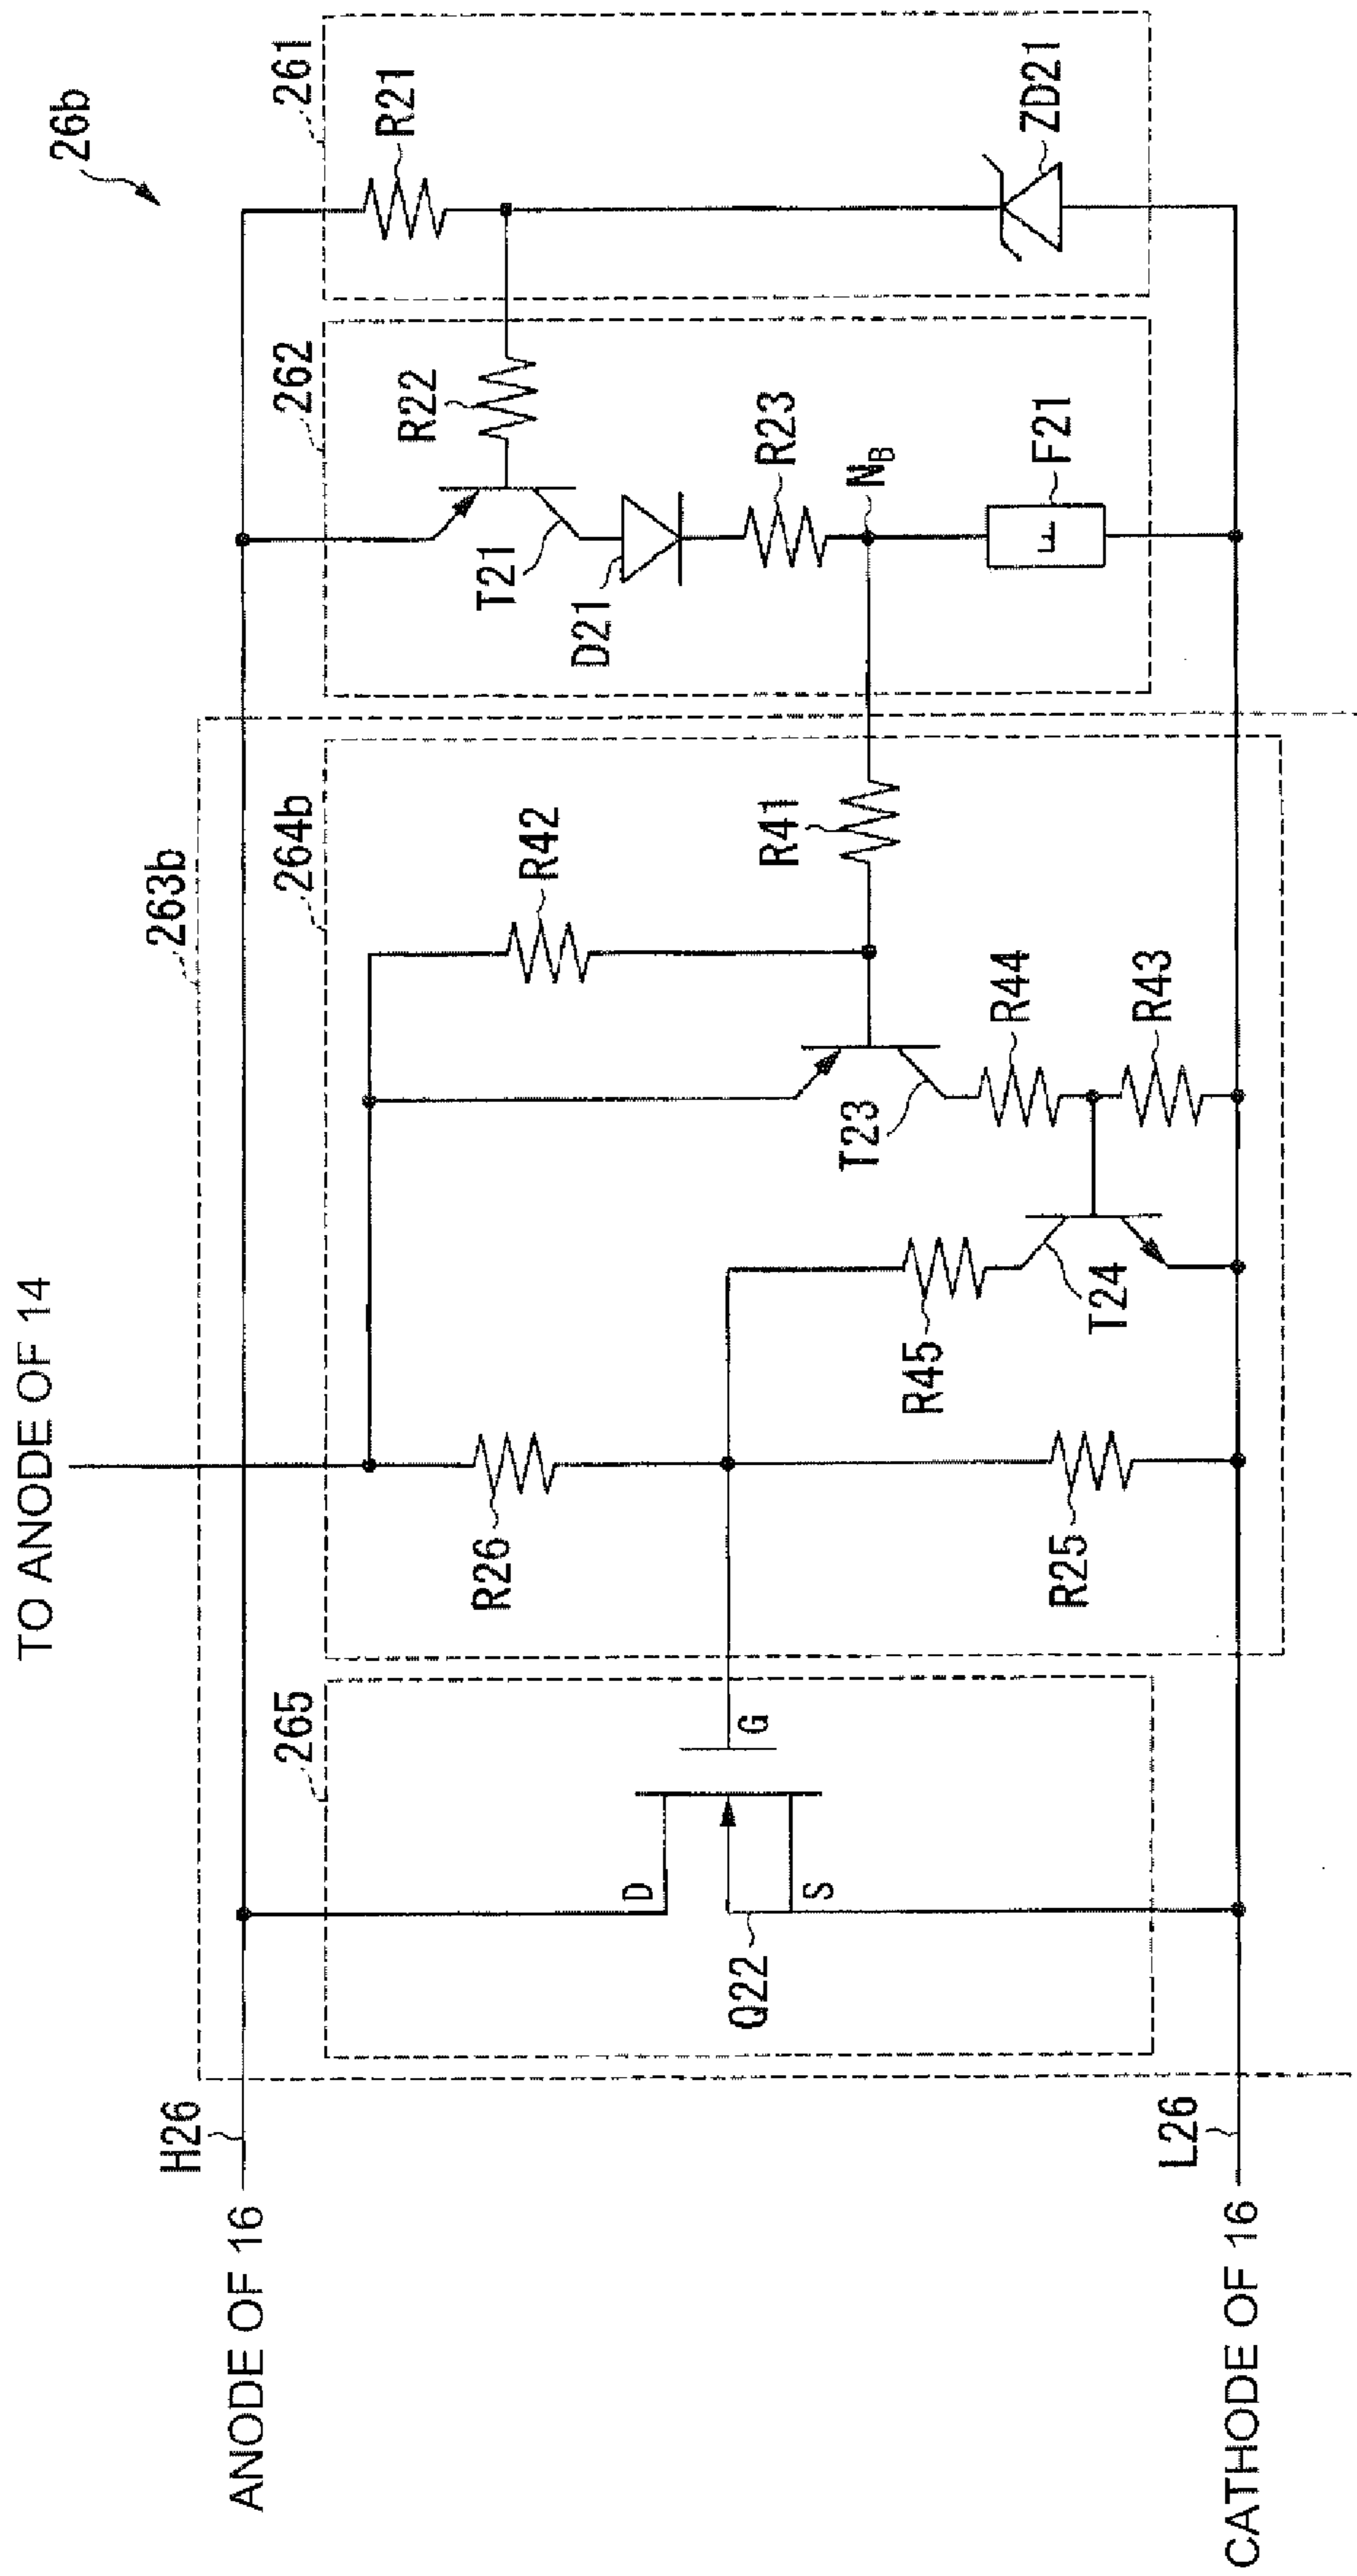 26b
TO ANODE OF 14
263b
264b
265
262
261
H26
ANODE OF 16
L26
CATHODE OF 16
R21
ZD21
R22
T21
D21
R23
N_B
F21
F
R41
R42
T23
R44
R43
T24
R45
R26
R25
D
G
S
Q22